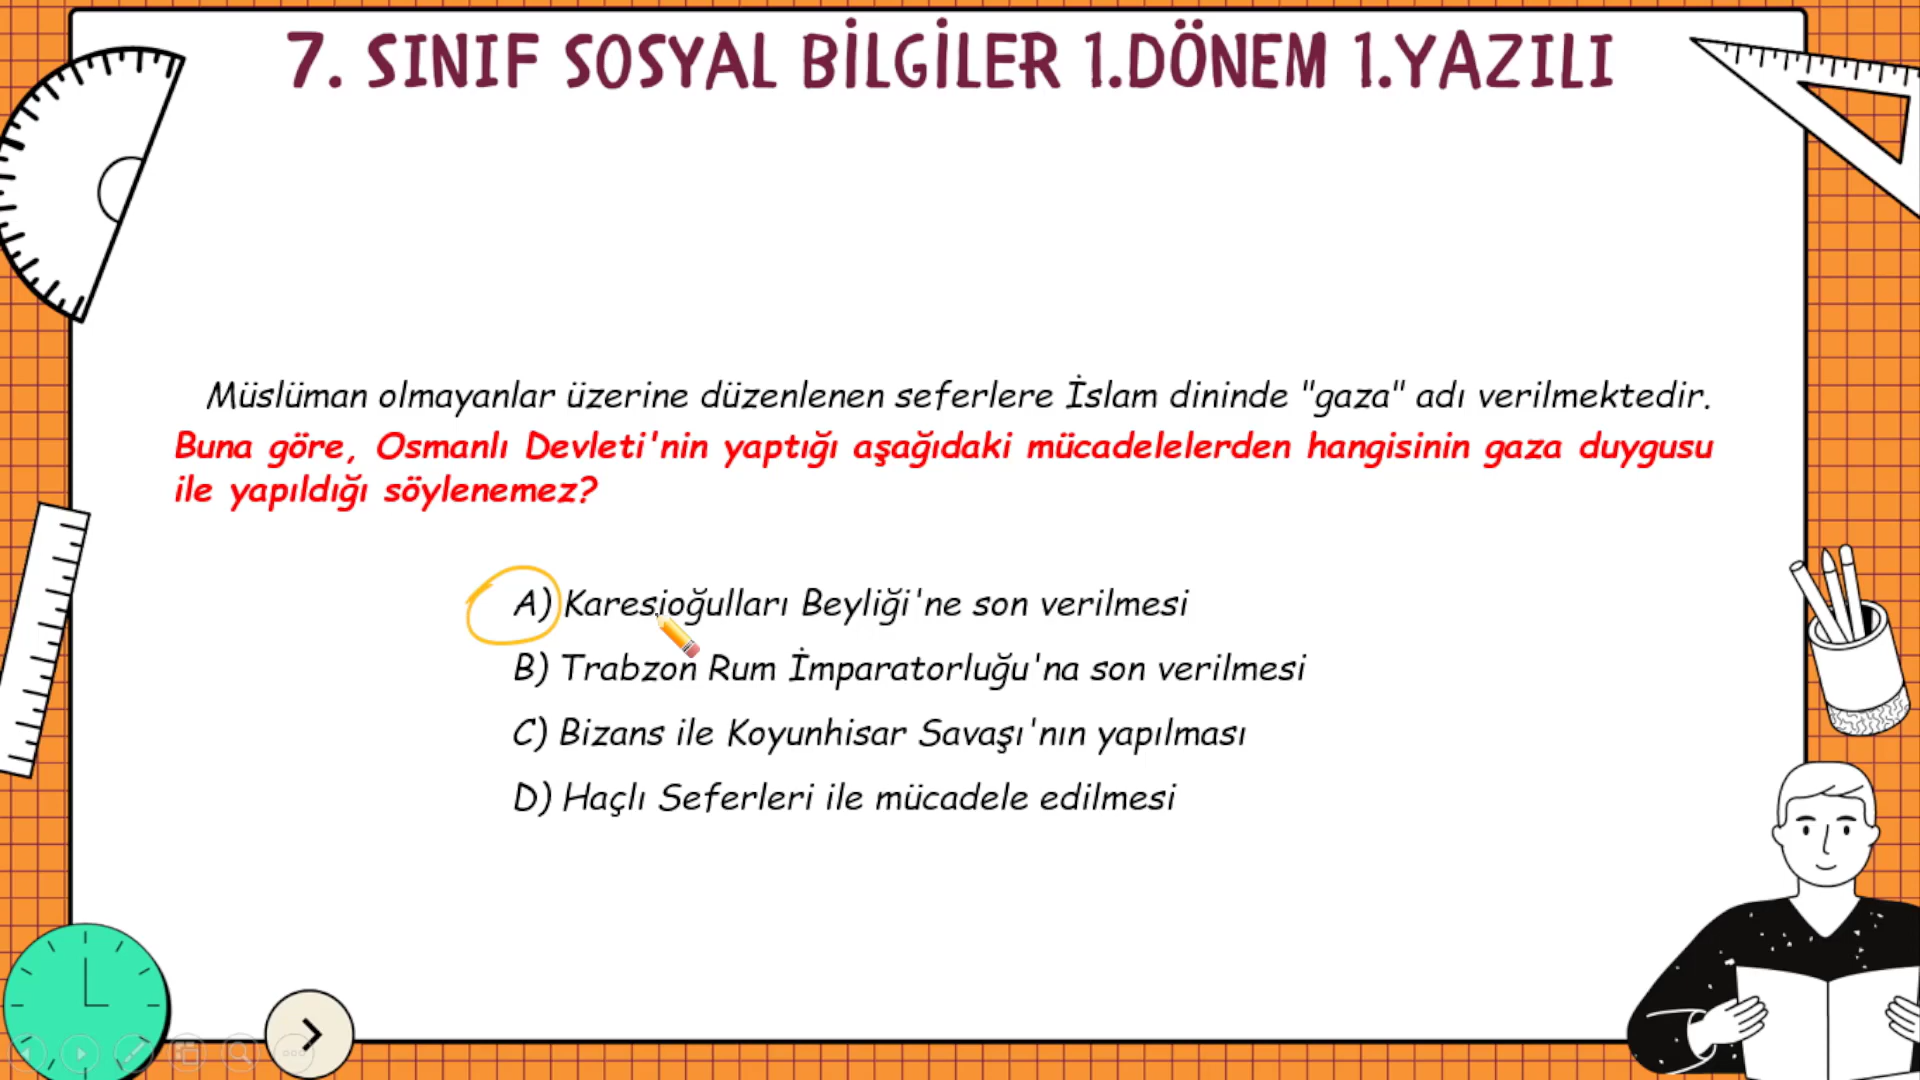 7. SINIF SOSYAL BİLGİLER 1.DÖNEM 1.YAZILI
Müslüman olmayanlar üzerine düzenlenen seferlere İslam dininde "gaza" adı verilmektedir.
Buna göre, Osmanlı Devleti'nin yaptığı aşağıdaki mücadelelerden hangisinin gaza duygusu
ile yapıldığı söylenemez?
A) Karesioğulları Beyliği'ne son verilmesi
B) Trabzon Rum İmparatorluğu'na son verilmesi
C) Bizans ile Koyunhisar Savaşı'nın yapılması
D) Haçlı Seferleri ile mücadele edilmesi